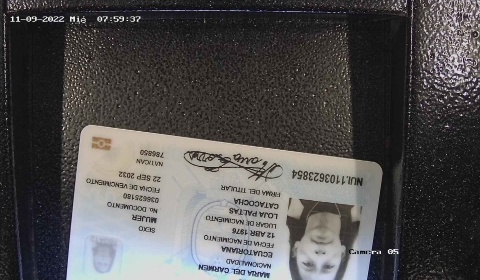 11-09-2022 Mié 07:59:37
Camera 05
NUI.1103623854
MARIA DEL CARMEN
NACIONALIDAD
ECUATORIANA
FECHA DE NACIMIENTO
12 ABR 1976
LUGAR DE NACIMIENTO
LOJA PALTAS
CATACOCHA
FIRMA DEL TITULAR
SEXO
MUJER
No. DOCUMENTO
036625180
FECHA DE VENCIMIENTO
22 SEP 2032
NAT/CAN
786850